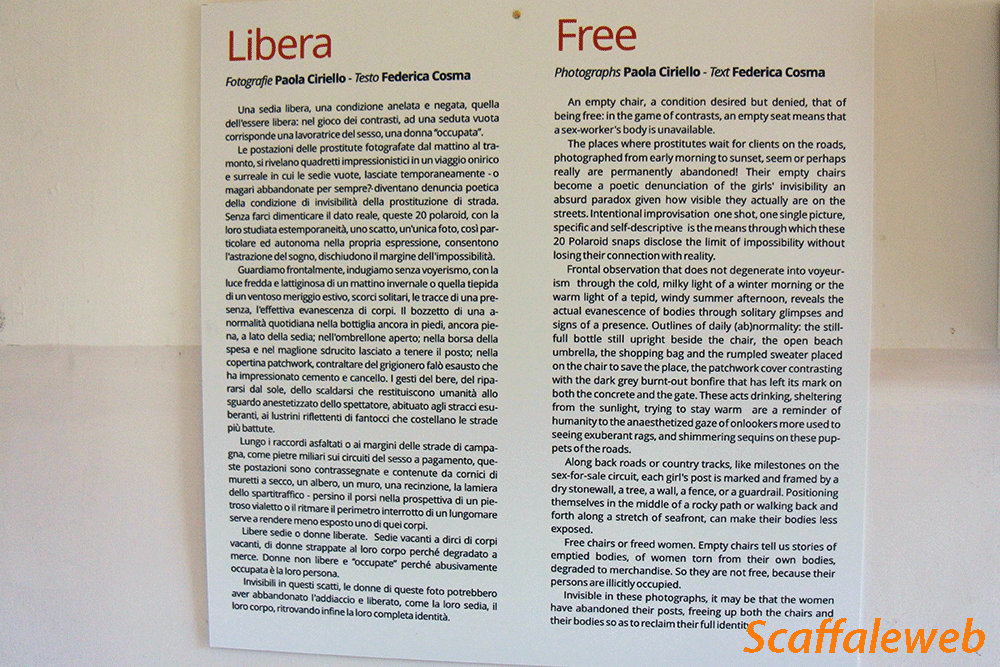 Libera
Fotografie Paola Ciriello - Testo Federica Cosma
Una sedia libera, una condizione anelata e negata, quella
dell'essere libera: nel gioco dei contrasti, ad una seduta vuota
corrisponde una lavoratrice del sesso, una donna "occupata".
Le postazioni delle prostitute fotografate dal mattino al tra-
monto, si rivelano quadretti impressionistici in un viaggio onirico
e surreale in cui le sedie vuote, lasciate temporaneamente - o
magari abbandonate per sempre?- diventano denuncia poetica
della condizione di invisibilità della prostituzione di strada.
Senza farci dimenticare il dato reale, queste 20 polaroid, con la
loro studiata estemporaneità, uno scatto, un'unica foto, così par-
ticolare ed autonoma nella propria espressione, consentono
l'astrazione del sogno, dischiudono il margine dell'impossibilità.
Guardiamo frontalmente, indugiamo senza voyerismo, con la
luce fredda e lattiginosa di un mattino invernale o quella tiepida
di un ventoso meriggio estivo, scorci solitari, le tracce di una pre-
senza, l'effettiva evanescenza di corpi. Il bozzetto di una a-
normalità quotidiana nella bottiglia ancora in piedi, ancora pie-
na, a lato della sedia; nell'ombrellone aperto; nella borsa della
spesa e nel maglione sdrucito lasciato a tenere il posto; nella
copertina patchwork, contraltare del grigionero falò esausto che
ha impressionato cemento e cancello. I gesti del bere, del ripa-
rarsi dal sole, dello scaldarsi che restituiscono umanità allo
sguardo anestetizzato dello spettatore, abituato agli stracci esu-
beranti, ai lustrini riflettenti di fantocci che costellano le strade
più battute.
Lungo i raccordi asfaltati o ai margini delle strade di campa-
gna, come pietre miliari sui circuiti del sesso a pagamento, que-
ste postazioni sono contrassegnate e contenute da cornici di
muretti a secco, un albero, un muro, una recinzione, la lamiera
dello spartitraffico - persino il porsi nella prospettiva di un pie-
troso vialetto o il ritmare il perimetro interrotto di un lungomare
serve a rendere meno esposto uno di quei corpi.
Libere sedie o donne liberate. Sedie vacanti a dirci di corpi
vacanti, di donne strappate al loro corpo perché degradato a
merce. Donne non libere e "occupate" perché abusivamente
occupata è la loro persona.
Invisibili in questi scatti, le donne di queste foto potrebbero
aver abbandonato l'addiaccio e liberato, come la loro sedia, il
loro corpo, ritrovando infine la loro completa identità.
Free
Photographs Paola Ciriello - Text Federica Cosma
An empty chair, a condition desired but denied, that of
being free: in the game of contrasts, an empty seat means that
a sex-worker's body is unavailable.
The places where prostitutes wait for clients on the roads,
photographed from early morning to sunset, seem or perhaps
really are permanently abandoned! Their empty chairs
become a poetic denunciation of the girls' invisibility an
absurd paradox given how visible they actually are on the
streets. Intentional improvisation one shot, one single picture,
specific and self-descriptive is the means through which these
20 Polaroid snaps disclose the limit of impossibility without
losing their connection with reality.
Frontal observation that does not degenerate into voyeur-
ism through the cold, milky light of a winter morning or the
warm light of a tepid, windy summer afternoon, reveals the
actual evanescence of bodies through solitary glimpses and
signs of a presence. Outlines of daily (ab)normality: the still-
full bottle still upright beside the chair, the open beach
umbrella, the shopping bag and the rumpled sweater placed
on the chair to save the place, the patchwork cover contrasting
with the dark grey burnt-out bonfire that has left its mark on
both the concrete and the gate. These acts drinking, sheltering
from the sunlight, trying to stay warm are a reminder of
humanity to the anaesthetized gaze of onlookers more used to
seeing exuberant rags, and shimmering sequins on these pup-
pets of the roads.
Along back roads or country tracks, like milestones on the
sex-for-sale circuit, each girl's post is marked and framed by a
dry stonewall, a tree, a wall, a fence, or a guardrail. Positioning
themselves in the middle of a rocky path or walking back and
forth along a stretch of seafront, can make their bodies less
exposed.
Free chairs or freed women. Empty chairs tell us stories of
emptied bodies, of women torn from their own bodies,
degraded to merchandise. So they are not free, because their
persons are illicitly occupied.
Invisible in these photographs, it may be that the women
have abandoned their posts, freeing up both the chairs and
their bodies so as to reclaim their full identity
Scaffaleweb